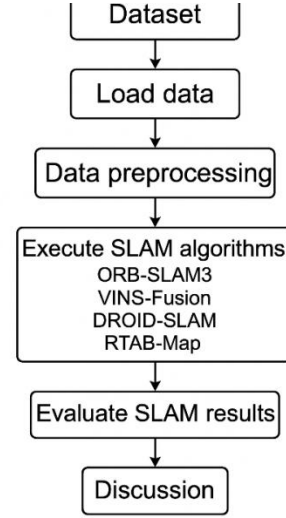 Dataset
Load data
Data preprocessing
Execute SLAM algorithms
ORB-SLAM3
VINS-Fusion
DROID-SLAM
RTAB-Map
Evaluate SLAM results
Discussion